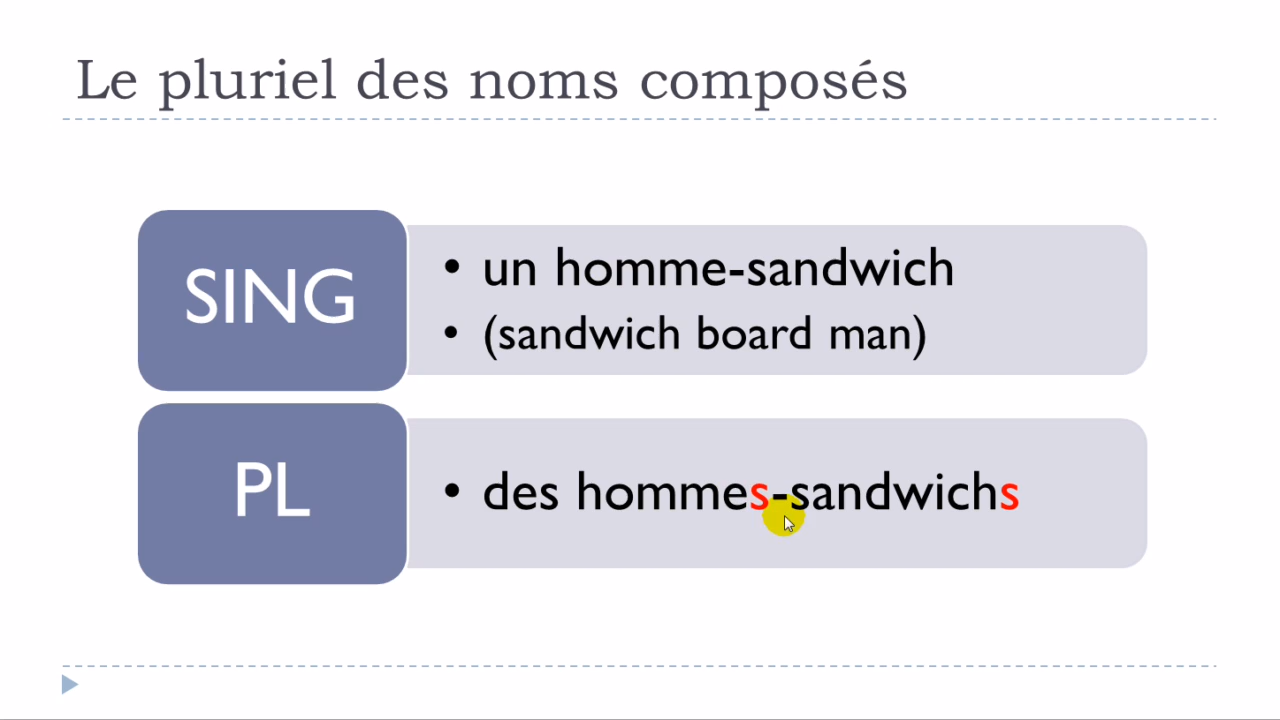 Le pluriel des noms composés
SING
• un homme-sandwich
• (sandwich board man)
PL
• des hommes-sandwichs